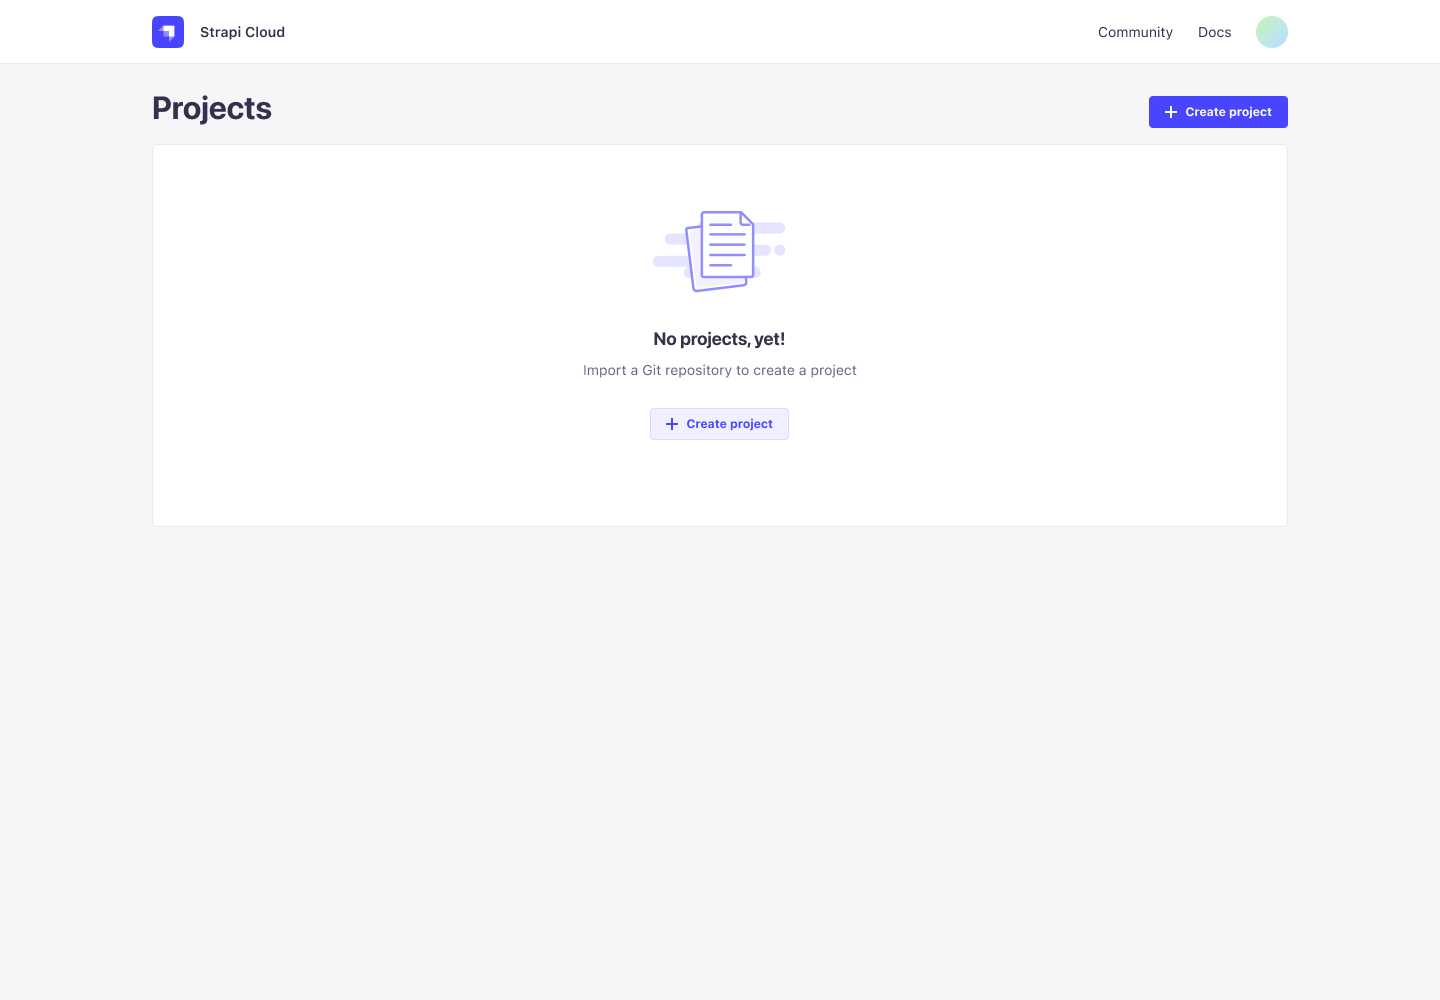 Strapi Cloud
Community
Docs
Projects
Create project
No projects, yet!
Import a Git repository to create a project
Create project